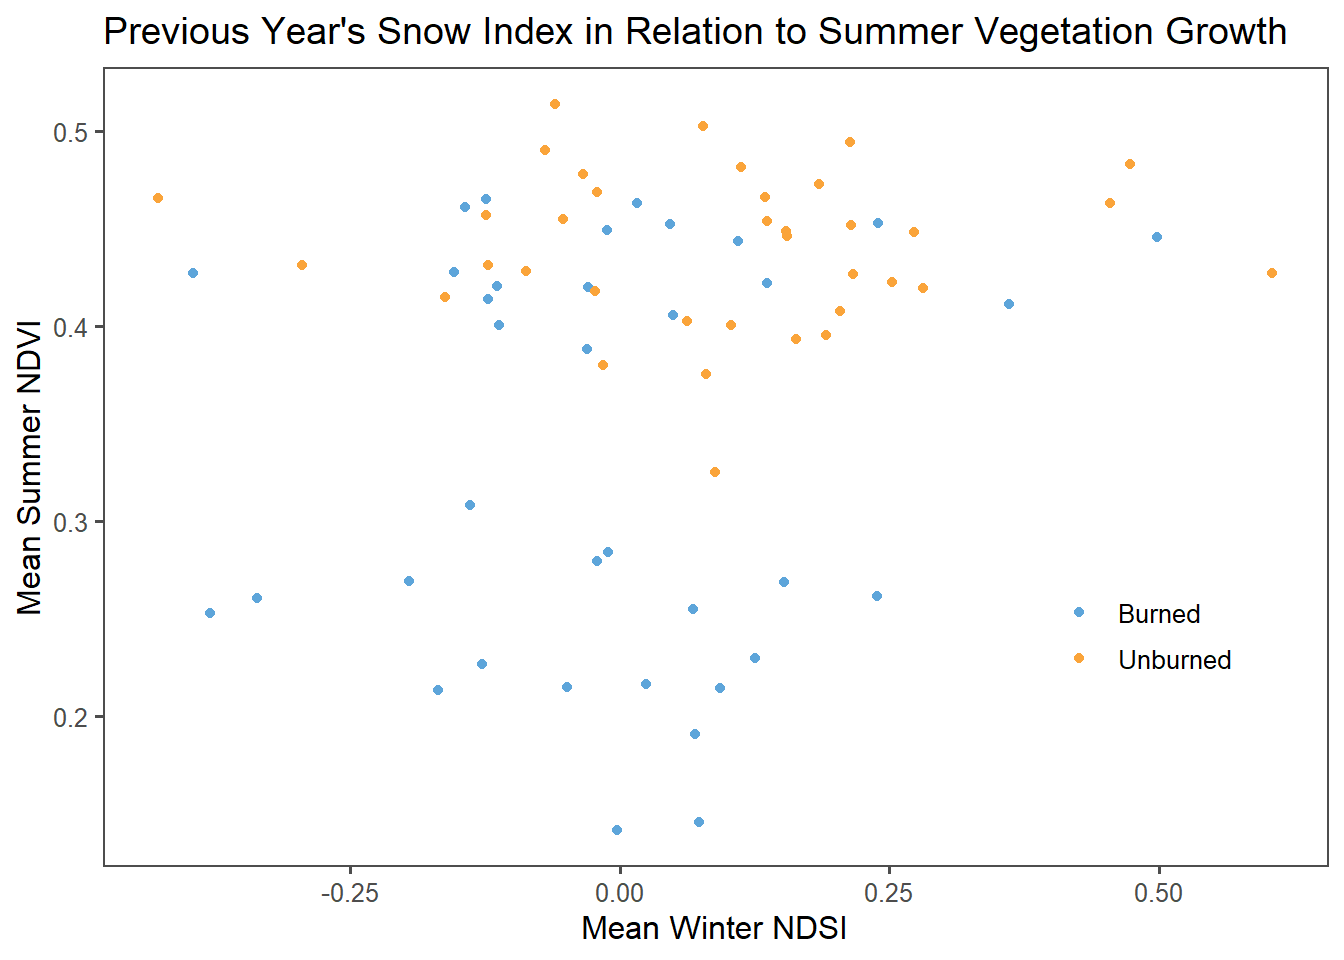 Previous Year's Snow Index in Relation to Summer Vegetation Growth
0.5
0.4
0.3
0.2
Mean Summer NDVI
Burned
Unburned
-0.25
0.00
0.25
0.50
Mean Winter NDSI